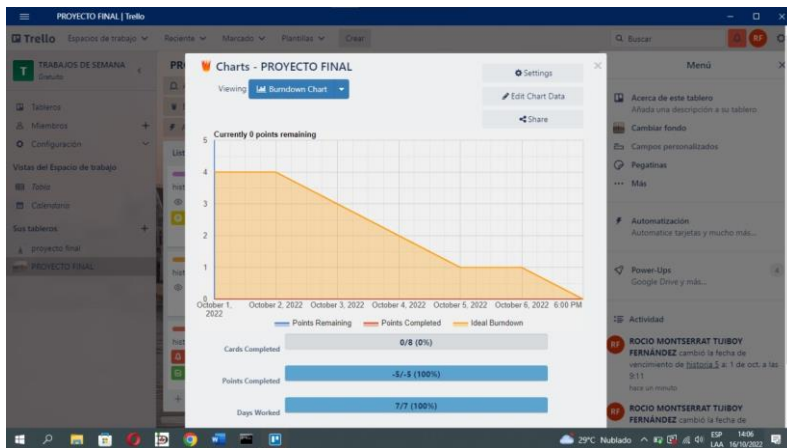 PROYECTO FINAL | Trello
Trello Espacios de trabajo Reciente Marcado Plantillas Crear Buscar RF
T TRABAJOS DE SEMANA
Gratuito
Tableros
Miembros
Configuración
Vistas del Espacio de trabajo
Tabla
Calendario
Sus tableros
proyecto final
PROYECTO FINAL
Charts - PROYECTO FINAL
Viewing Burndown Chart
Settings
Edit Chart Data
Share
Currently 0 points remaining
5
4
3
2
1
0
October 1, 2022 October 2, 2022 October 3, 2022 October 4, 2022 October 5, 2022 October 6, 2022 6:00 PM
Points Remaining Points Completed Ideal Burndown
Cards Completed 0/8 (0%)
Points Completed -5/-5 (100%)
Days Worked 7/7 (100%)
Menú
Acerca de este tablero
Añada una descripción a su tablero
Cambiar fondo
Campos personalizados
Pegatinas
Más
Automatización
Automatice tarjetas y mucho más...
Power-Ups 4
Google Drive y más...
Actividad
RF ROCIO MONTSERRAT TUIBOY
FERNÁNDEZ cambió la fecha de
vencimiento de historia 5 a: 1 de oct. a las
9:11
hace un minuto
RF ROCIO MONTSERRAT TUIBOY
FERNÁNDEZ cambió la fecha de
29°C Nublado ESP 14:06
LAA 16/10/2022